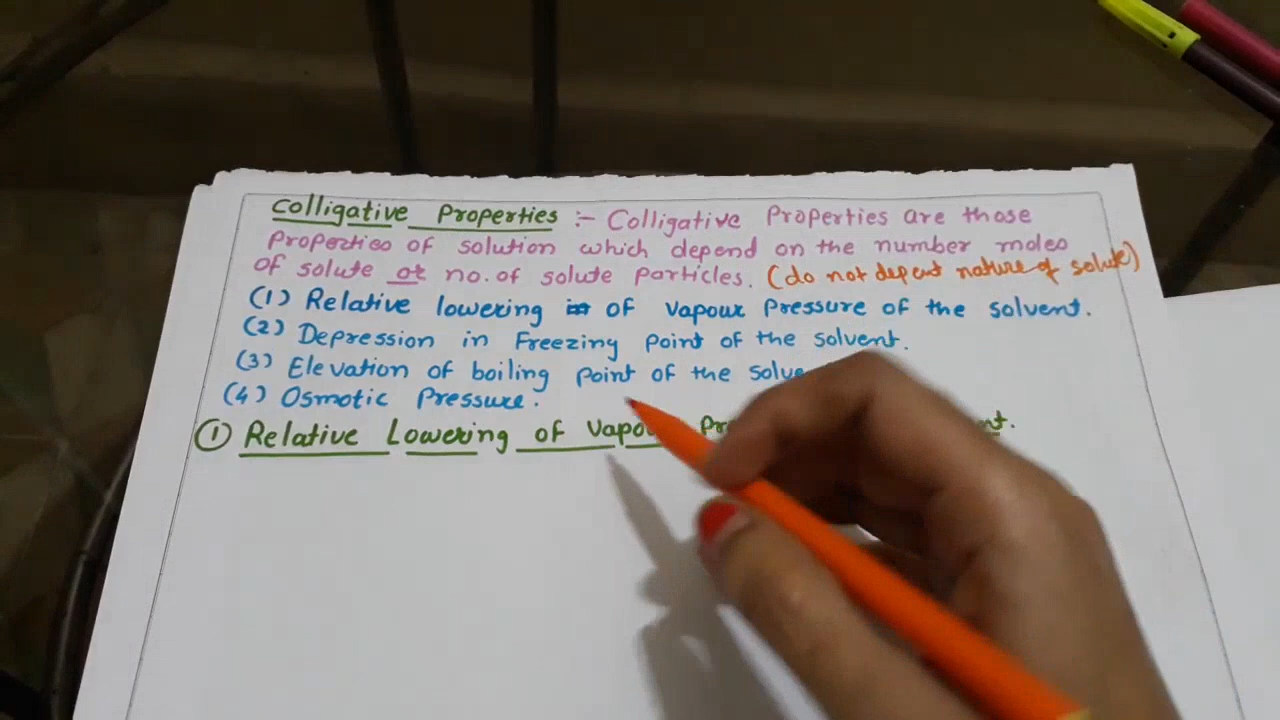 Colligative Properties :- Colligative Properties are those
Properties of solution which depend on the number moles
of solute or no. of solute particles. (do not depent nature of solute)
(1) Relative lowering of vapour pressure of the solvent.
(2) Depression in Freezing point of the solvent.
(3) Elevation of boiling point of the
(4) Osmotic Pressure.
① Relative Lowering of